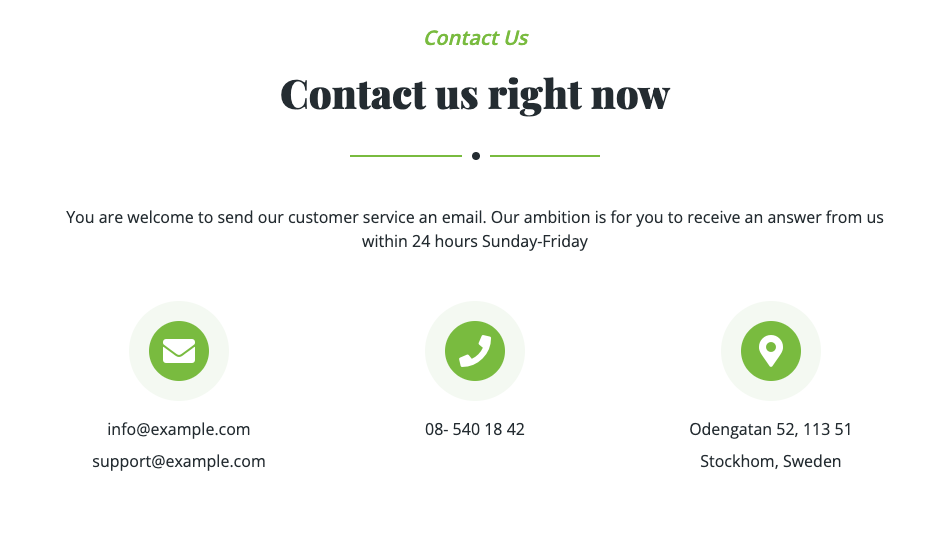 Contact Us
Contact us right now
You are welcome to send our customer service an email. Our ambition is for you to receive an answer from us
within 24 hours Sunday-Friday
info@example.com
support@example.com
08- 540 18 42
Odengatan 52, 113 51
Stockhom, Sweden